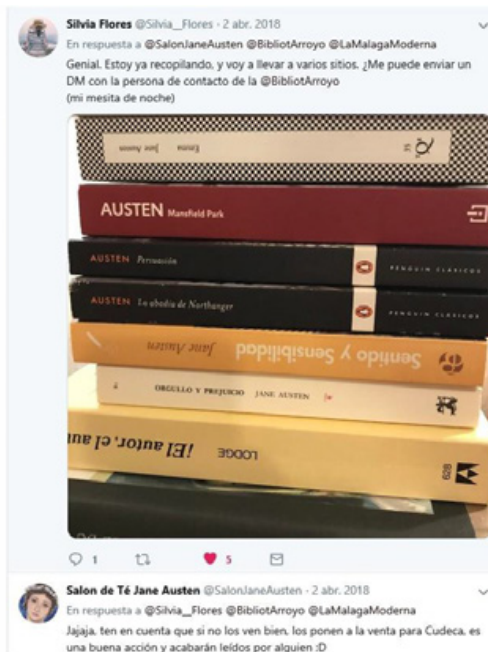 Silvia Flores @Silvia__Flores · 2 abr. 2018
En respuesta a @SalonJaneAusten @BibliotArroyo @LaMalagaModerna
Genial. Estoy ya recopilando, y voy a llevar a varios sitios. ¿Me puede enviar un
DM con la persona de contacto de la @BibliotArroyo
(mi mesita de noche)
Jane Austen Emma
AUSTEN Mansfield Park
AUSTEN Persuasión PENGUIN CLÁSICOS
AUSTEN La abadía de Northanger PENGUIN CLÁSICOS
Sentido y Sensibilidad Jane Austen
ORGULLO Y PREJUICIO JANE AUSTEN
LODGE ¡El autor, el au
928
1 5
Salon de Té Jane Austen @SalonJaneAusten · 2 abr. 2018
En respuesta a @Silvia__Flores @BibliotArroyo @LaMalagaModerna
Jajaja, ten en cuenta que si no los ven bien, los ponen a la venta para Cudeca, es
una buena acción y acabarán leídos por alguien :D